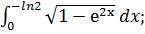 ∫₀^{−ln2} √(1 − e^{2x}) dx;